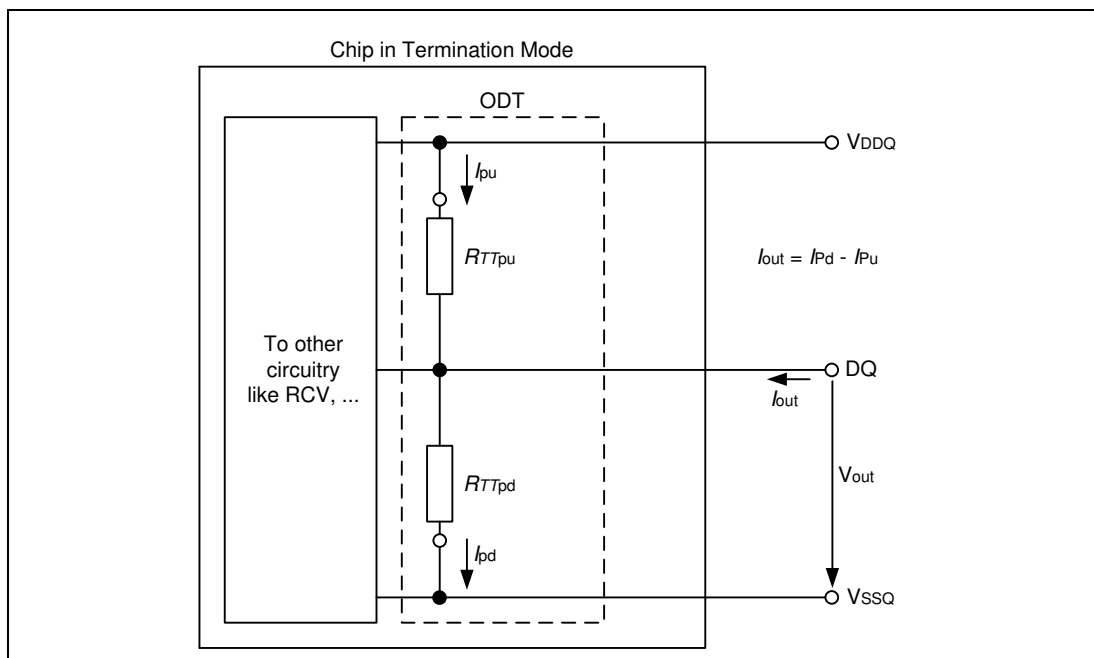 Chip in Termination Mode
ODT
VDDQ
Ipu
RTTpu
Iout = IPd - IPu
To other
circuitry
like RCV, ...
DQ
Iout
RTTpd
Vout
Ipd
VSSQ